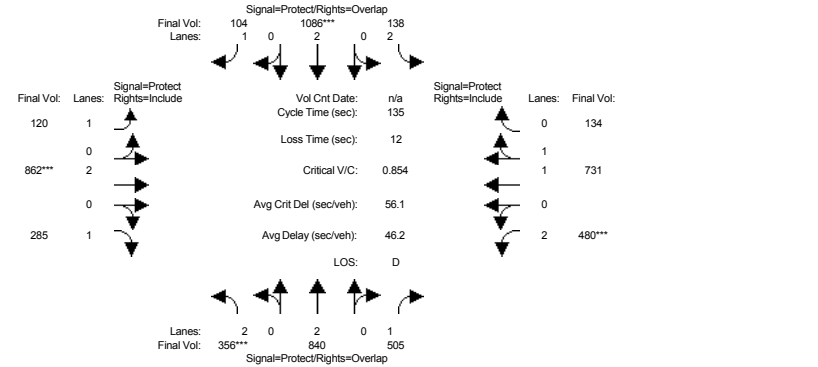 Signal=Protect/Rights=Overlap
Final Vol: 104 1086*** 138
Lanes: 1 0 2 0 2
Signal=Protect Signal=Protect
Final Vol: Lanes: Rights=Include Vol Cnt Date: n/a Rights=Include Lanes: Final Vol:
Cycle Time (sec): 135
120 1 0 134
Loss Time (sec): 12
0 1
862*** 2 Critical V/C: 0.854 1 731
0 Avg Crit Del (sec/veh): 56.1 0
285 1 Avg Delay (sec/veh): 46.2 2 480***
LOS: D
Lanes: 2 0 2 0 1
Final Vol: 356*** 840 505
Signal=Protect/Rights=Overlap